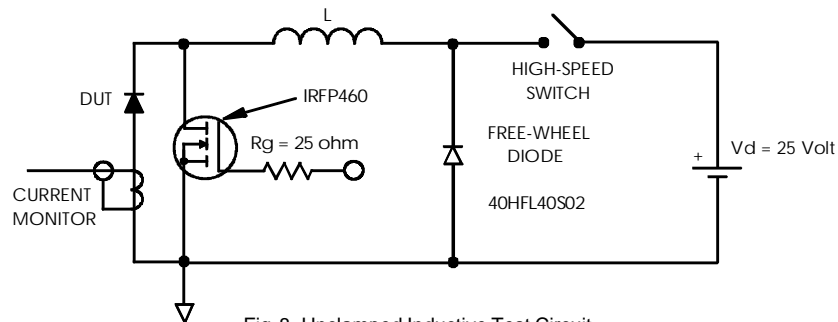 L
HIGH-SPEED
SWITCH
DUT
IRFP460
Rg = 25 ohm
FREE-WHEEL
DIODE
+
Vd = 25 Volt
40HFL40S02
CURRENT
MONITOR